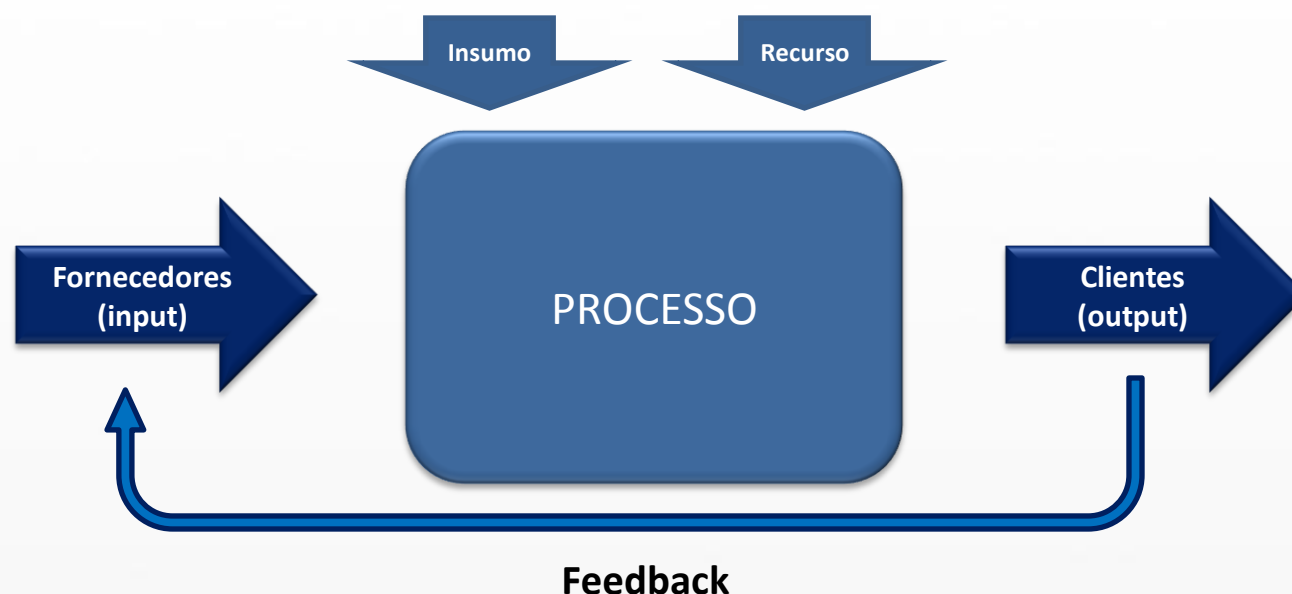 Insumo
Recurso
Fornecedores
(input)
PROCESSO
Clientes
(output)
Feedback